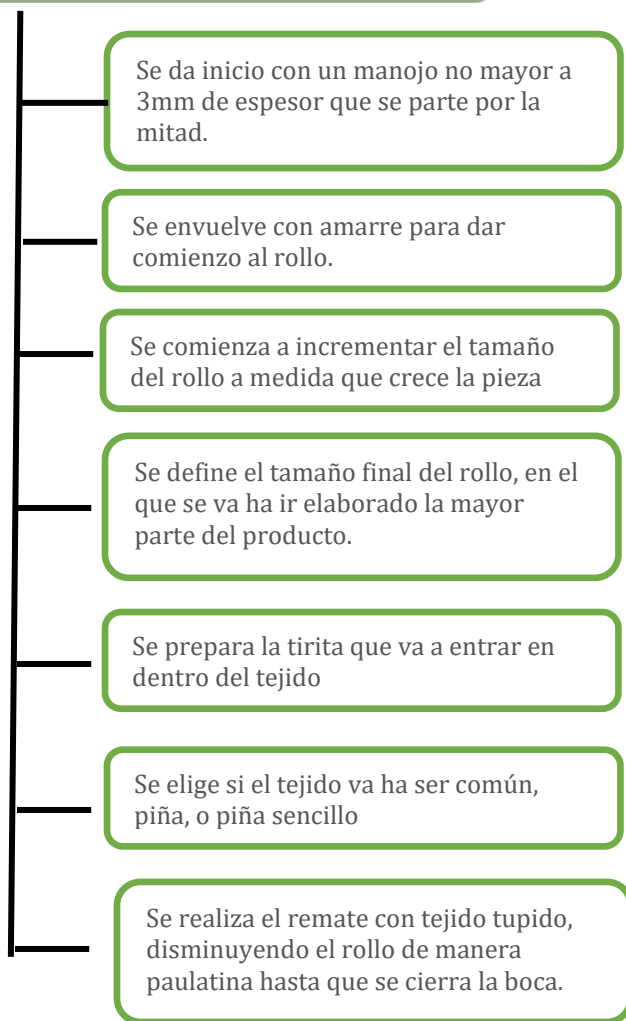 Se da inicio con un manojo no mayor a
3mm de espesor que se parte por la
mitad.
Se envuelve con amarre para dar
comienzo al rollo.
Se comienza a incrementar el tamaño
del rollo a medida que crece la pieza
Se define el tamaño final del rollo, en el
que se va ha ir elaborado la mayor
parte del producto.
Se prepara la tirita que va a entrar en
dentro del tejido
Se elige si el tejido va ha ser común,
piña, o piña sencillo
Se realiza el remate con tejido tupido,
disminuyendo el rollo de manera
paulatina hasta que se cierra la boca.